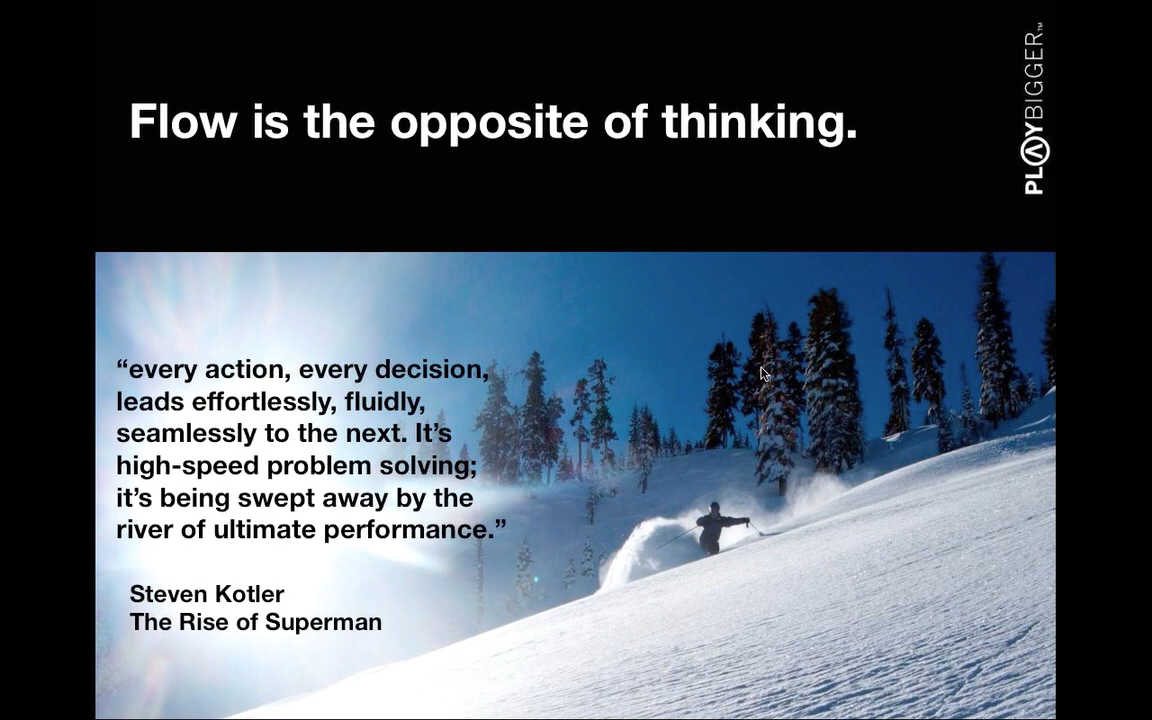 Flow is the opposite of thinking.
PLAYBIGGER™
“every action, every decision,
leads effortlessly, fluidly,
seamlessly to the next. It’s
high-speed problem solving;
it’s being swept away by the
river of ultimate performance.”
Steven Kotler
The Rise of Superman